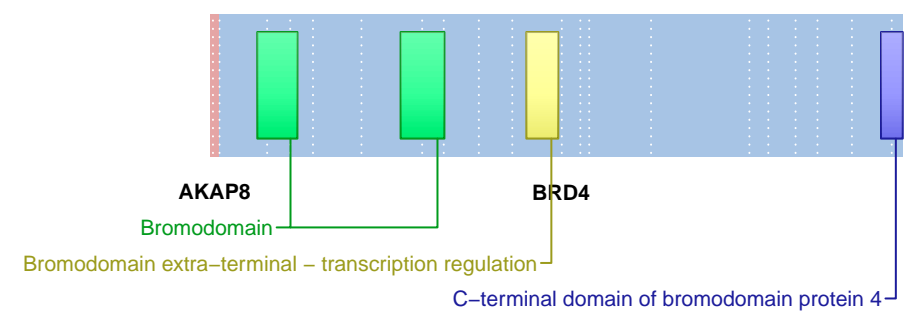 AKAP8 BRD4
Bromodomain
Bromodomain extra−terminal − transcription regulation
C−terminal domain of bromodomain protein 4